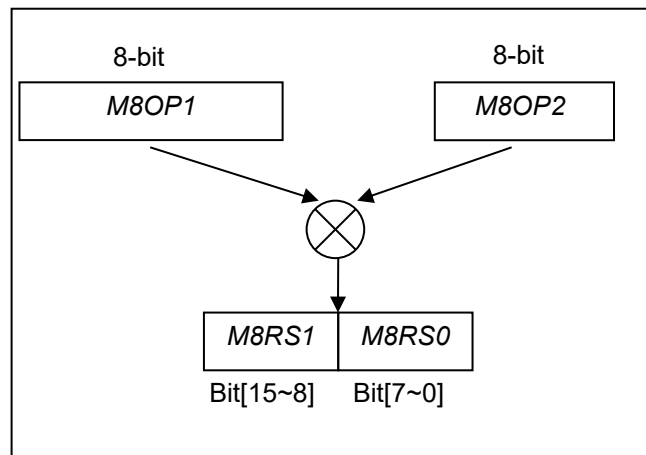 8-bit 8-bit
M8OP1 M8OP2
M8RS1 M8RS0
Bit[15~8] Bit[7~0]